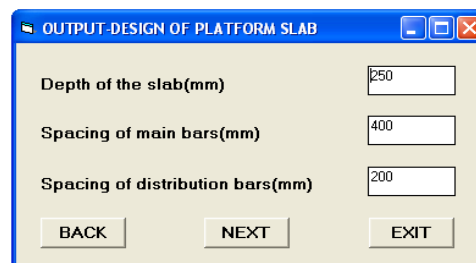 OUTPUT-DESIGN OF PLATFORM SLAB
Depth of the slab(mm) 250
Spacing of main bars(mm) 400
Spacing of distribution bars(mm) 200
BACK NEXT EXIT